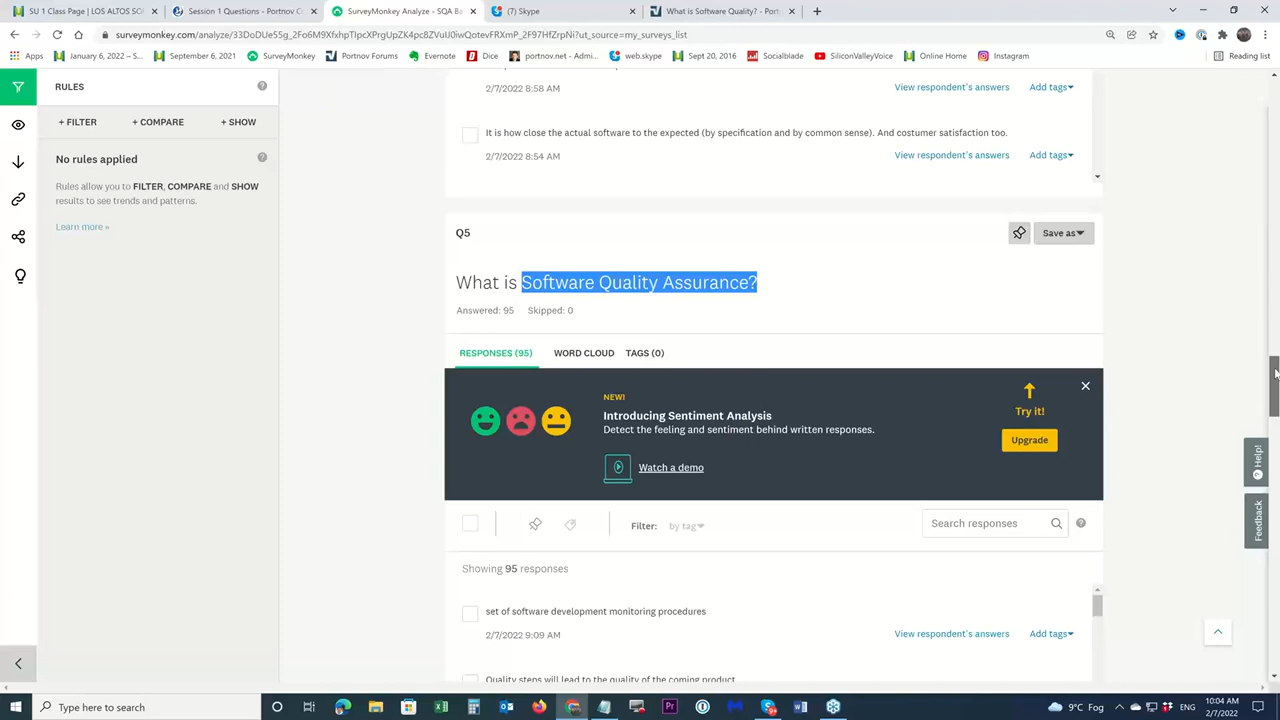 SU 1 Class Page | LOS ALTOS SO
Session 1 Questions - Portnov C
SurveyMonkey Analyze - SQA Ba
(7) Skype
What is Software Quality? - Port
surveymonkey.com/analyze/33DoDUe55g_2Fo6M9XfxhpTIpcXPrgUpZK4pc8ZVuIJ0iwQotevFRXmP_2F97HfZrpNi?ut_source=my_surveys_list
Apps
January 6, 2022 – S...
September 6, 2021
SurveyMonkey
Portnov Forums
Evernote
Dice
portnov.net - Admi...
web.skype
Sept 20, 2016
Socialblade
SiliconValleyVoice
Online Home
Instagram
Reading list
RULES
+ FILTER
+ COMPARE
+ SHOW
No rules applied
Rules allow you to FILTER, COMPARE and SHOW
results to see trends and patterns.
Learn more »
2/7/2022 8:58 AM
View respondent's answers
Add tags
It is how close the actual software to the expected (by specification and by common sense). And costumer satisfaction too.
2/7/2022 8:54 AM
View respondent's answers
Add tags
Q5
Save as
What is Software Quality Assurance?
Answered: 95
Skipped: 0
RESPONSES (95)
WORD CLOUD
TAGS (0)
NEW!
Introducing Sentiment Analysis
Detect the feeling and sentiment behind written responses.
Watch a demo
Try it!
Upgrade
Filter:
by tag
Search responses
Showing 95 responses
set of software development monitoring procedures
2/7/2022 9:09 AM
View respondent's answers
Add tags
Quality steps will lead to the quality of the coming product
Help!
Feedback
Type here to search
9°C Fog
10:04 AM
2/7/2022